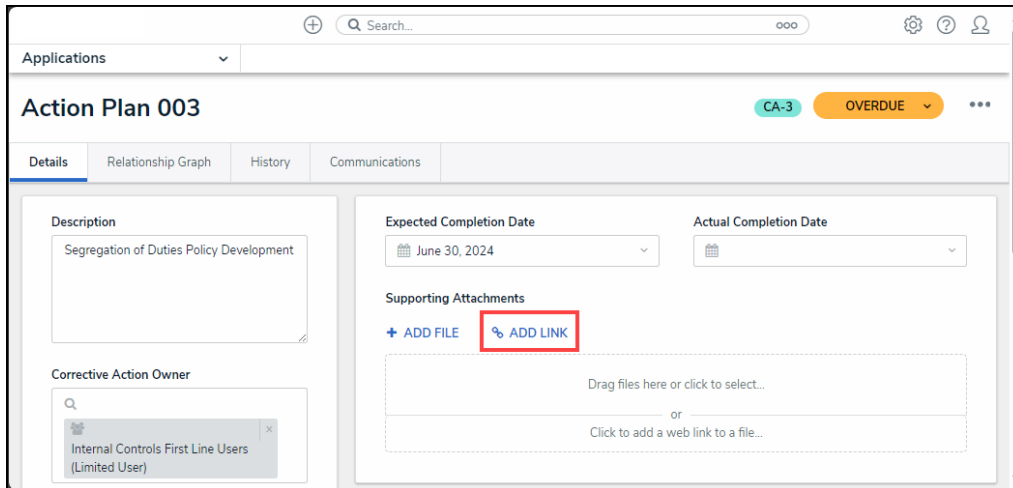 Search...
Applications
Action Plan 003
CA-3
OVERDUE
Details
Relationship Graph
History
Communications
Description
Segregation of Duties Policy Development
Corrective Action Owner
Internal Controls First Line Users
(Limited User)
Expected Completion Date
June 30, 2024
Actual Completion Date
Supporting Attachments
+ ADD FILE
ADD LINK
Drag files here or click to select...
or
Click to add a web link to a file...